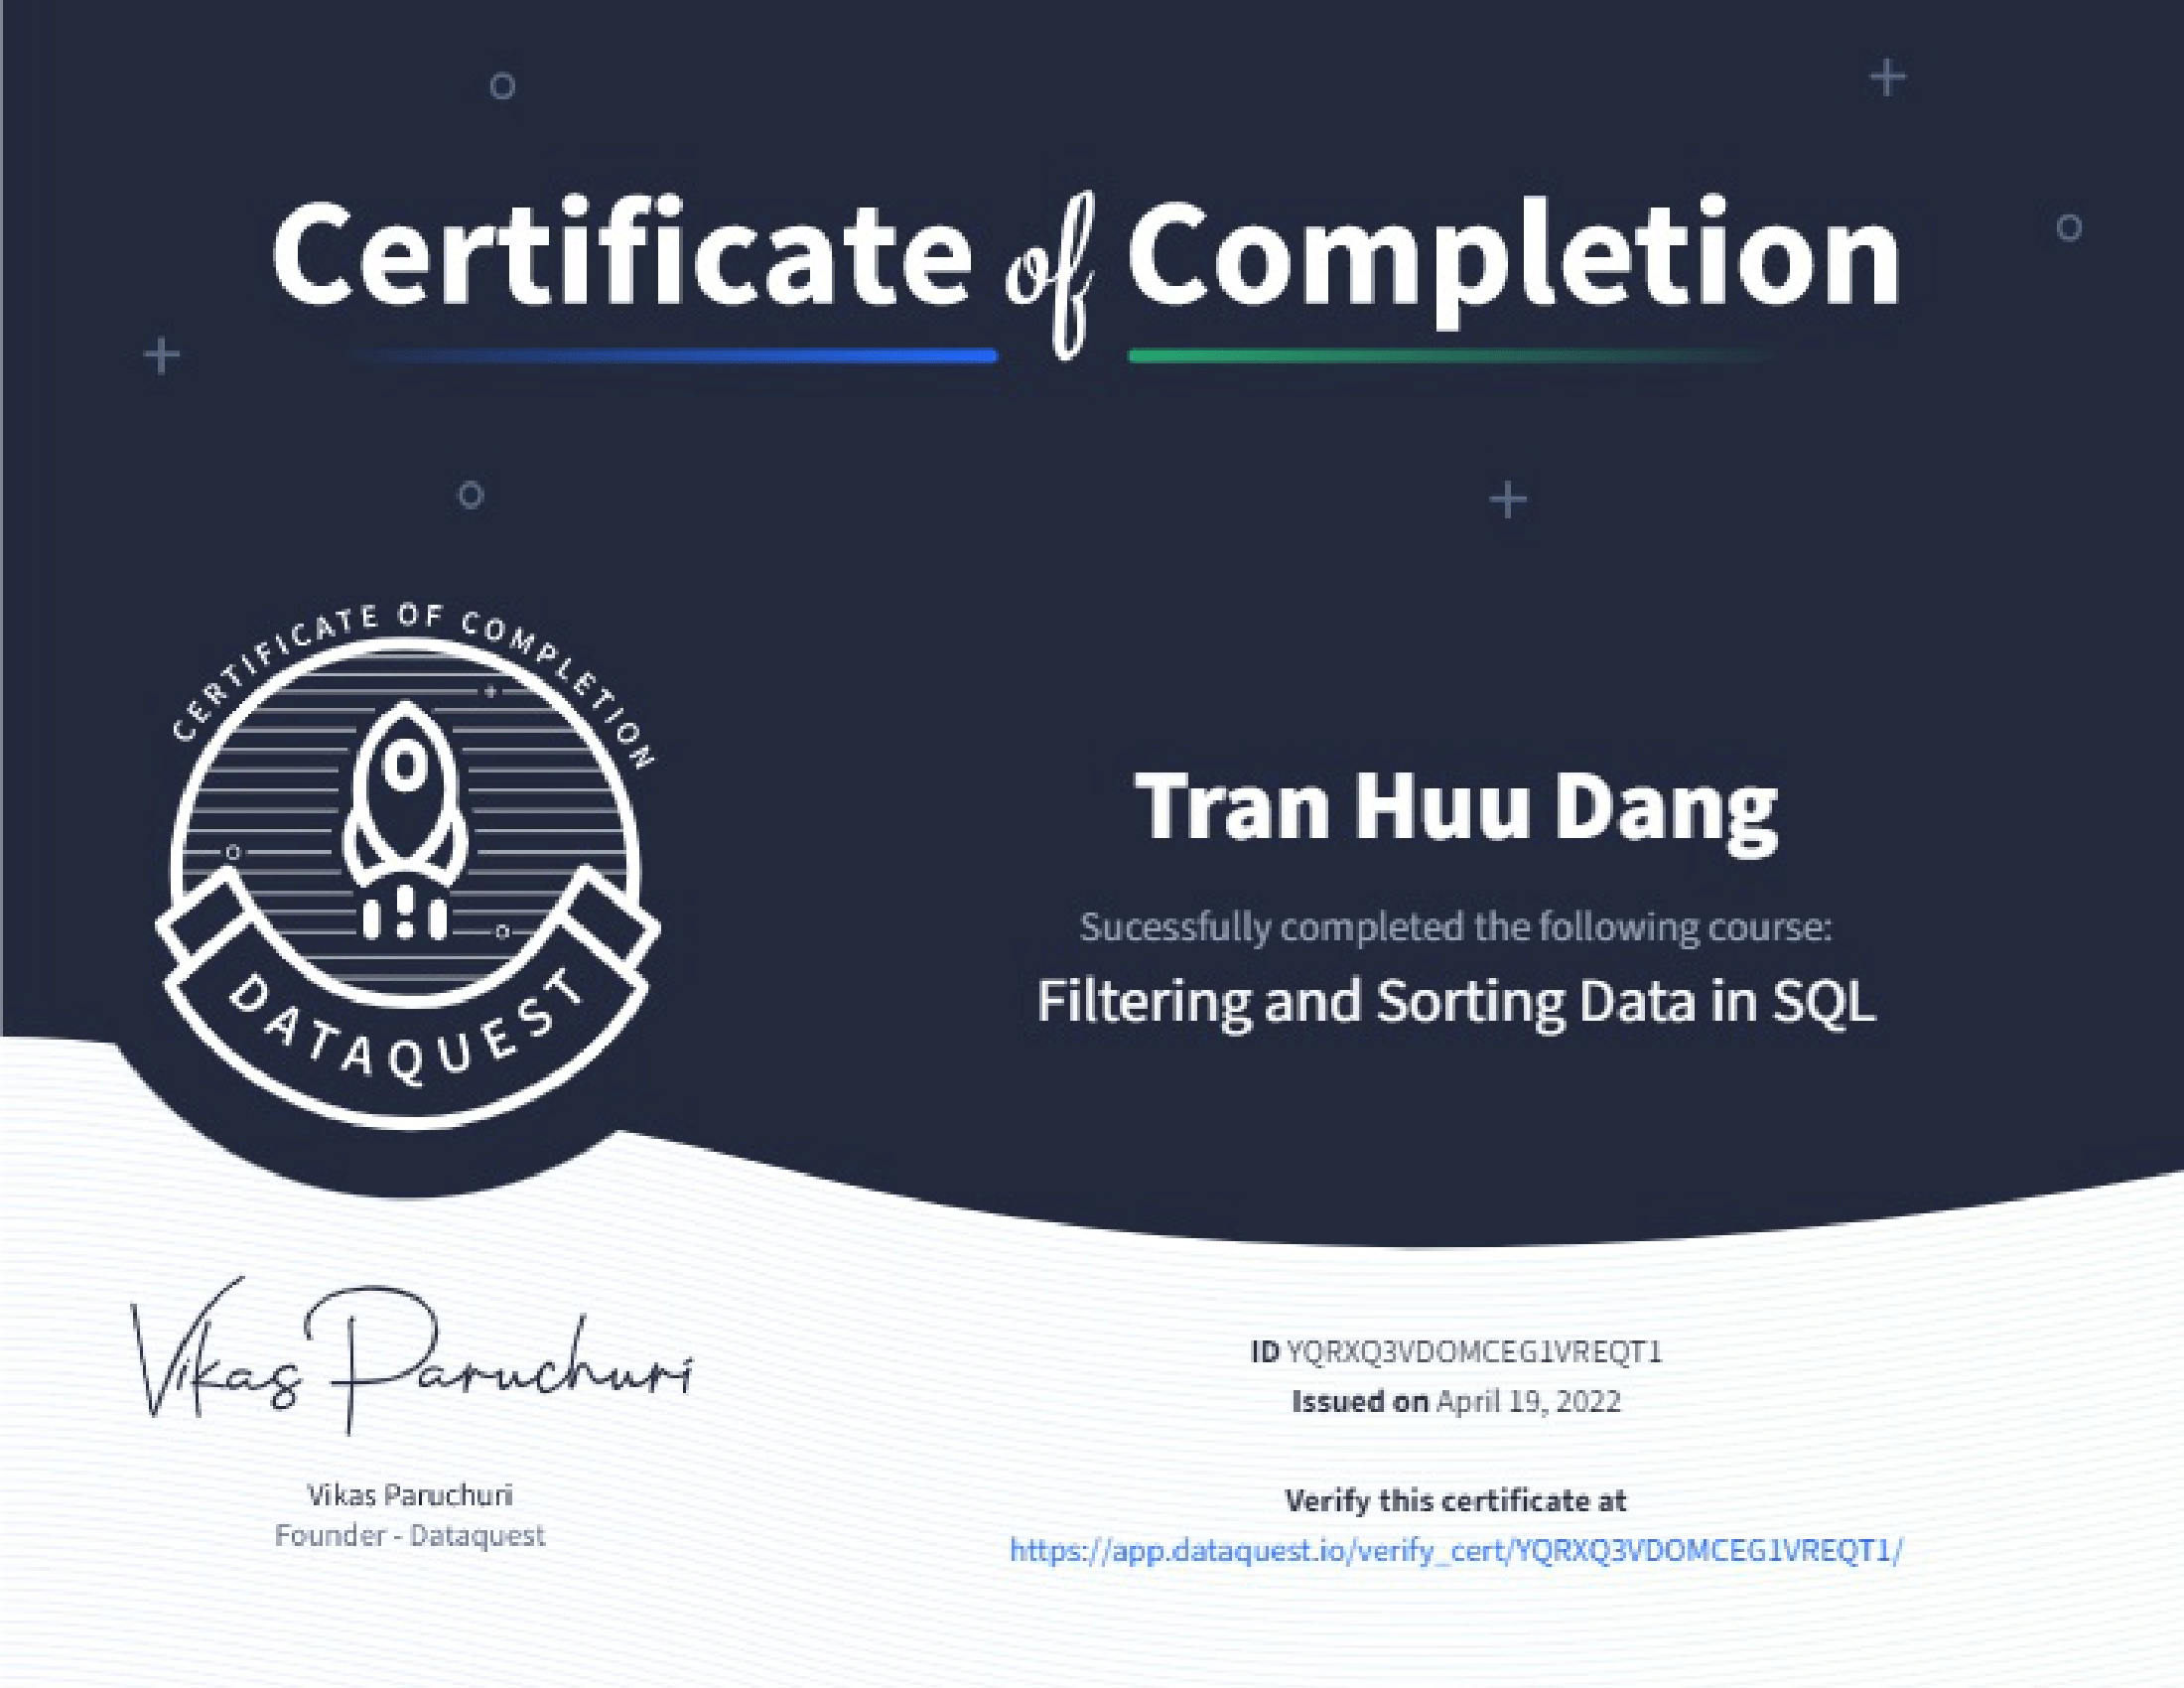 Certificate of Completion
CERTIFICATE OF COMPLETION
DATAQUEST
Tran Huu Dang
Sucessfully completed the following course:
Filtering and Sorting Data in SQL
Vikas Paruchuri
Vikas Paruchuri
Founder - Dataquest
ID YQRXQ3VDOMCEG1VREQT1
Issued on April 19, 2022
Verify this certificate at
https://app.dataquest.io/verify_cert/YQRXQ3VDOMCEG1VREQT1/